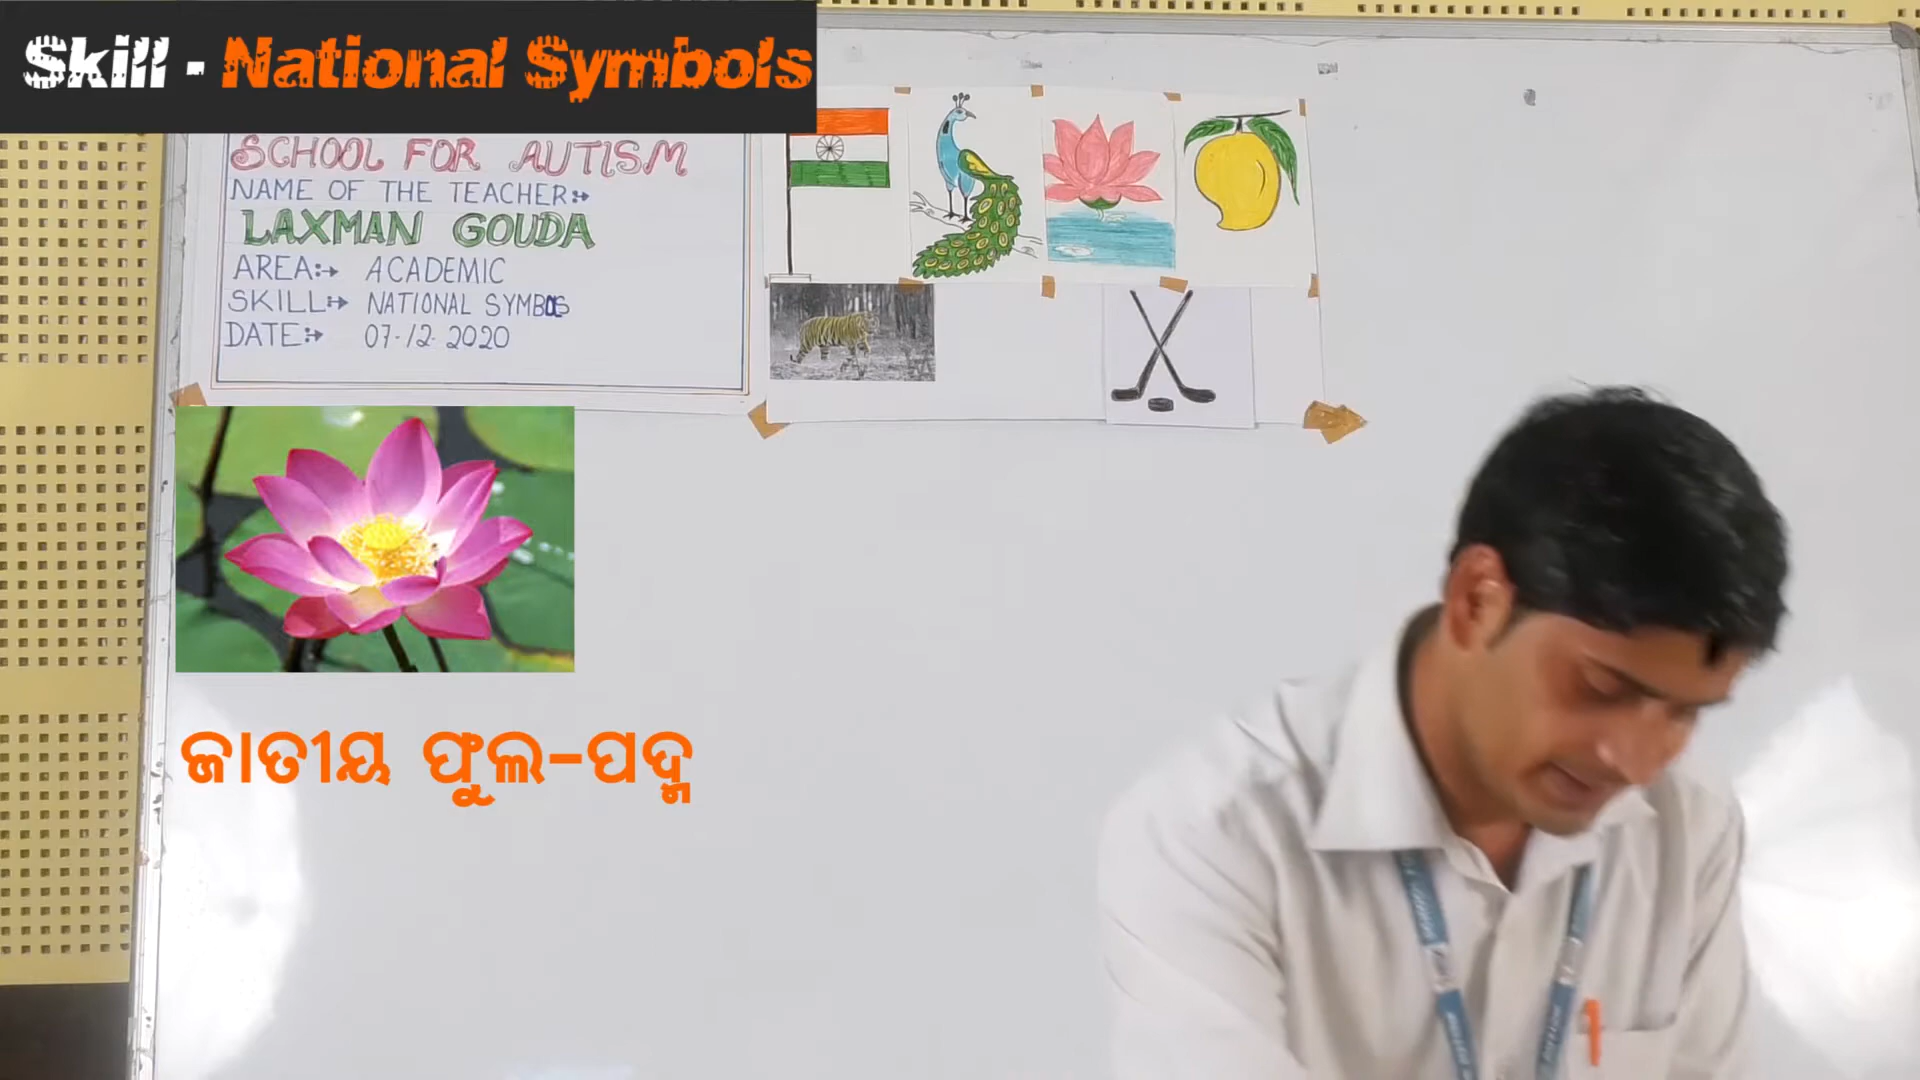 Skill - National Symbols
SCHOOL FOR AUTISM
NAME OF THE TEACHER:→
LAXMAN GOUDA
AREA:→ ACADEMIC
SKILL:→ NATIONAL SYMBOLS
DATE:→ 07-12-2020
ଜାତୀୟ ଫୁଲ-ପଦ୍ମ